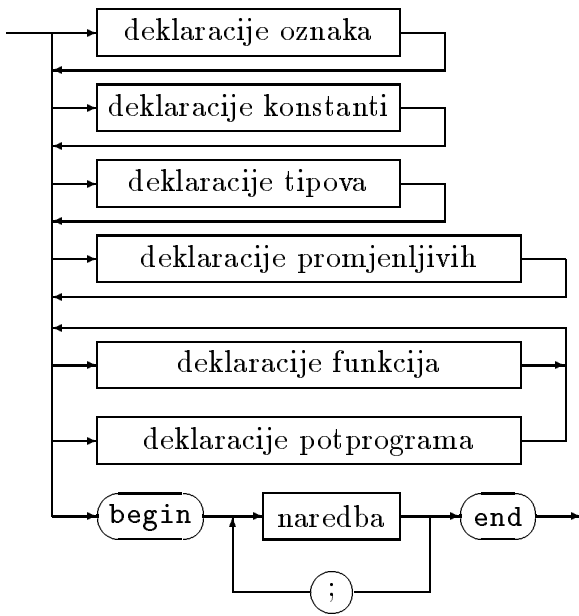 deklaracije oznaka
deklaracije konstanti
deklaracije tipova
deklaracije promjenljivih
deklaracije funkcija
deklaracije potprograma
begin naredba end
;